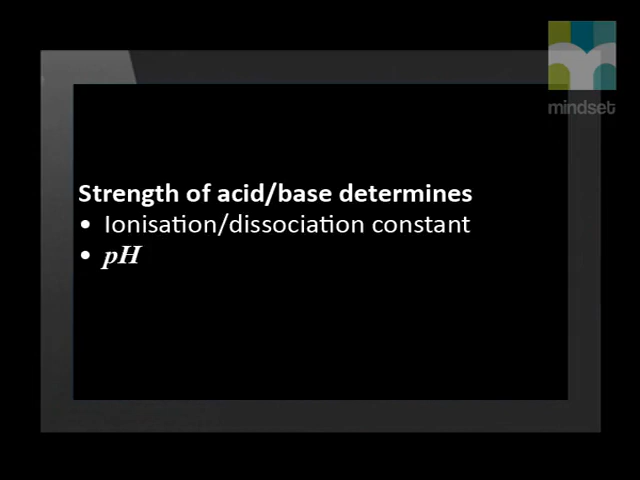 mindset
Strength of acid/base determines
• Ionisation/dissociation constant
• pH